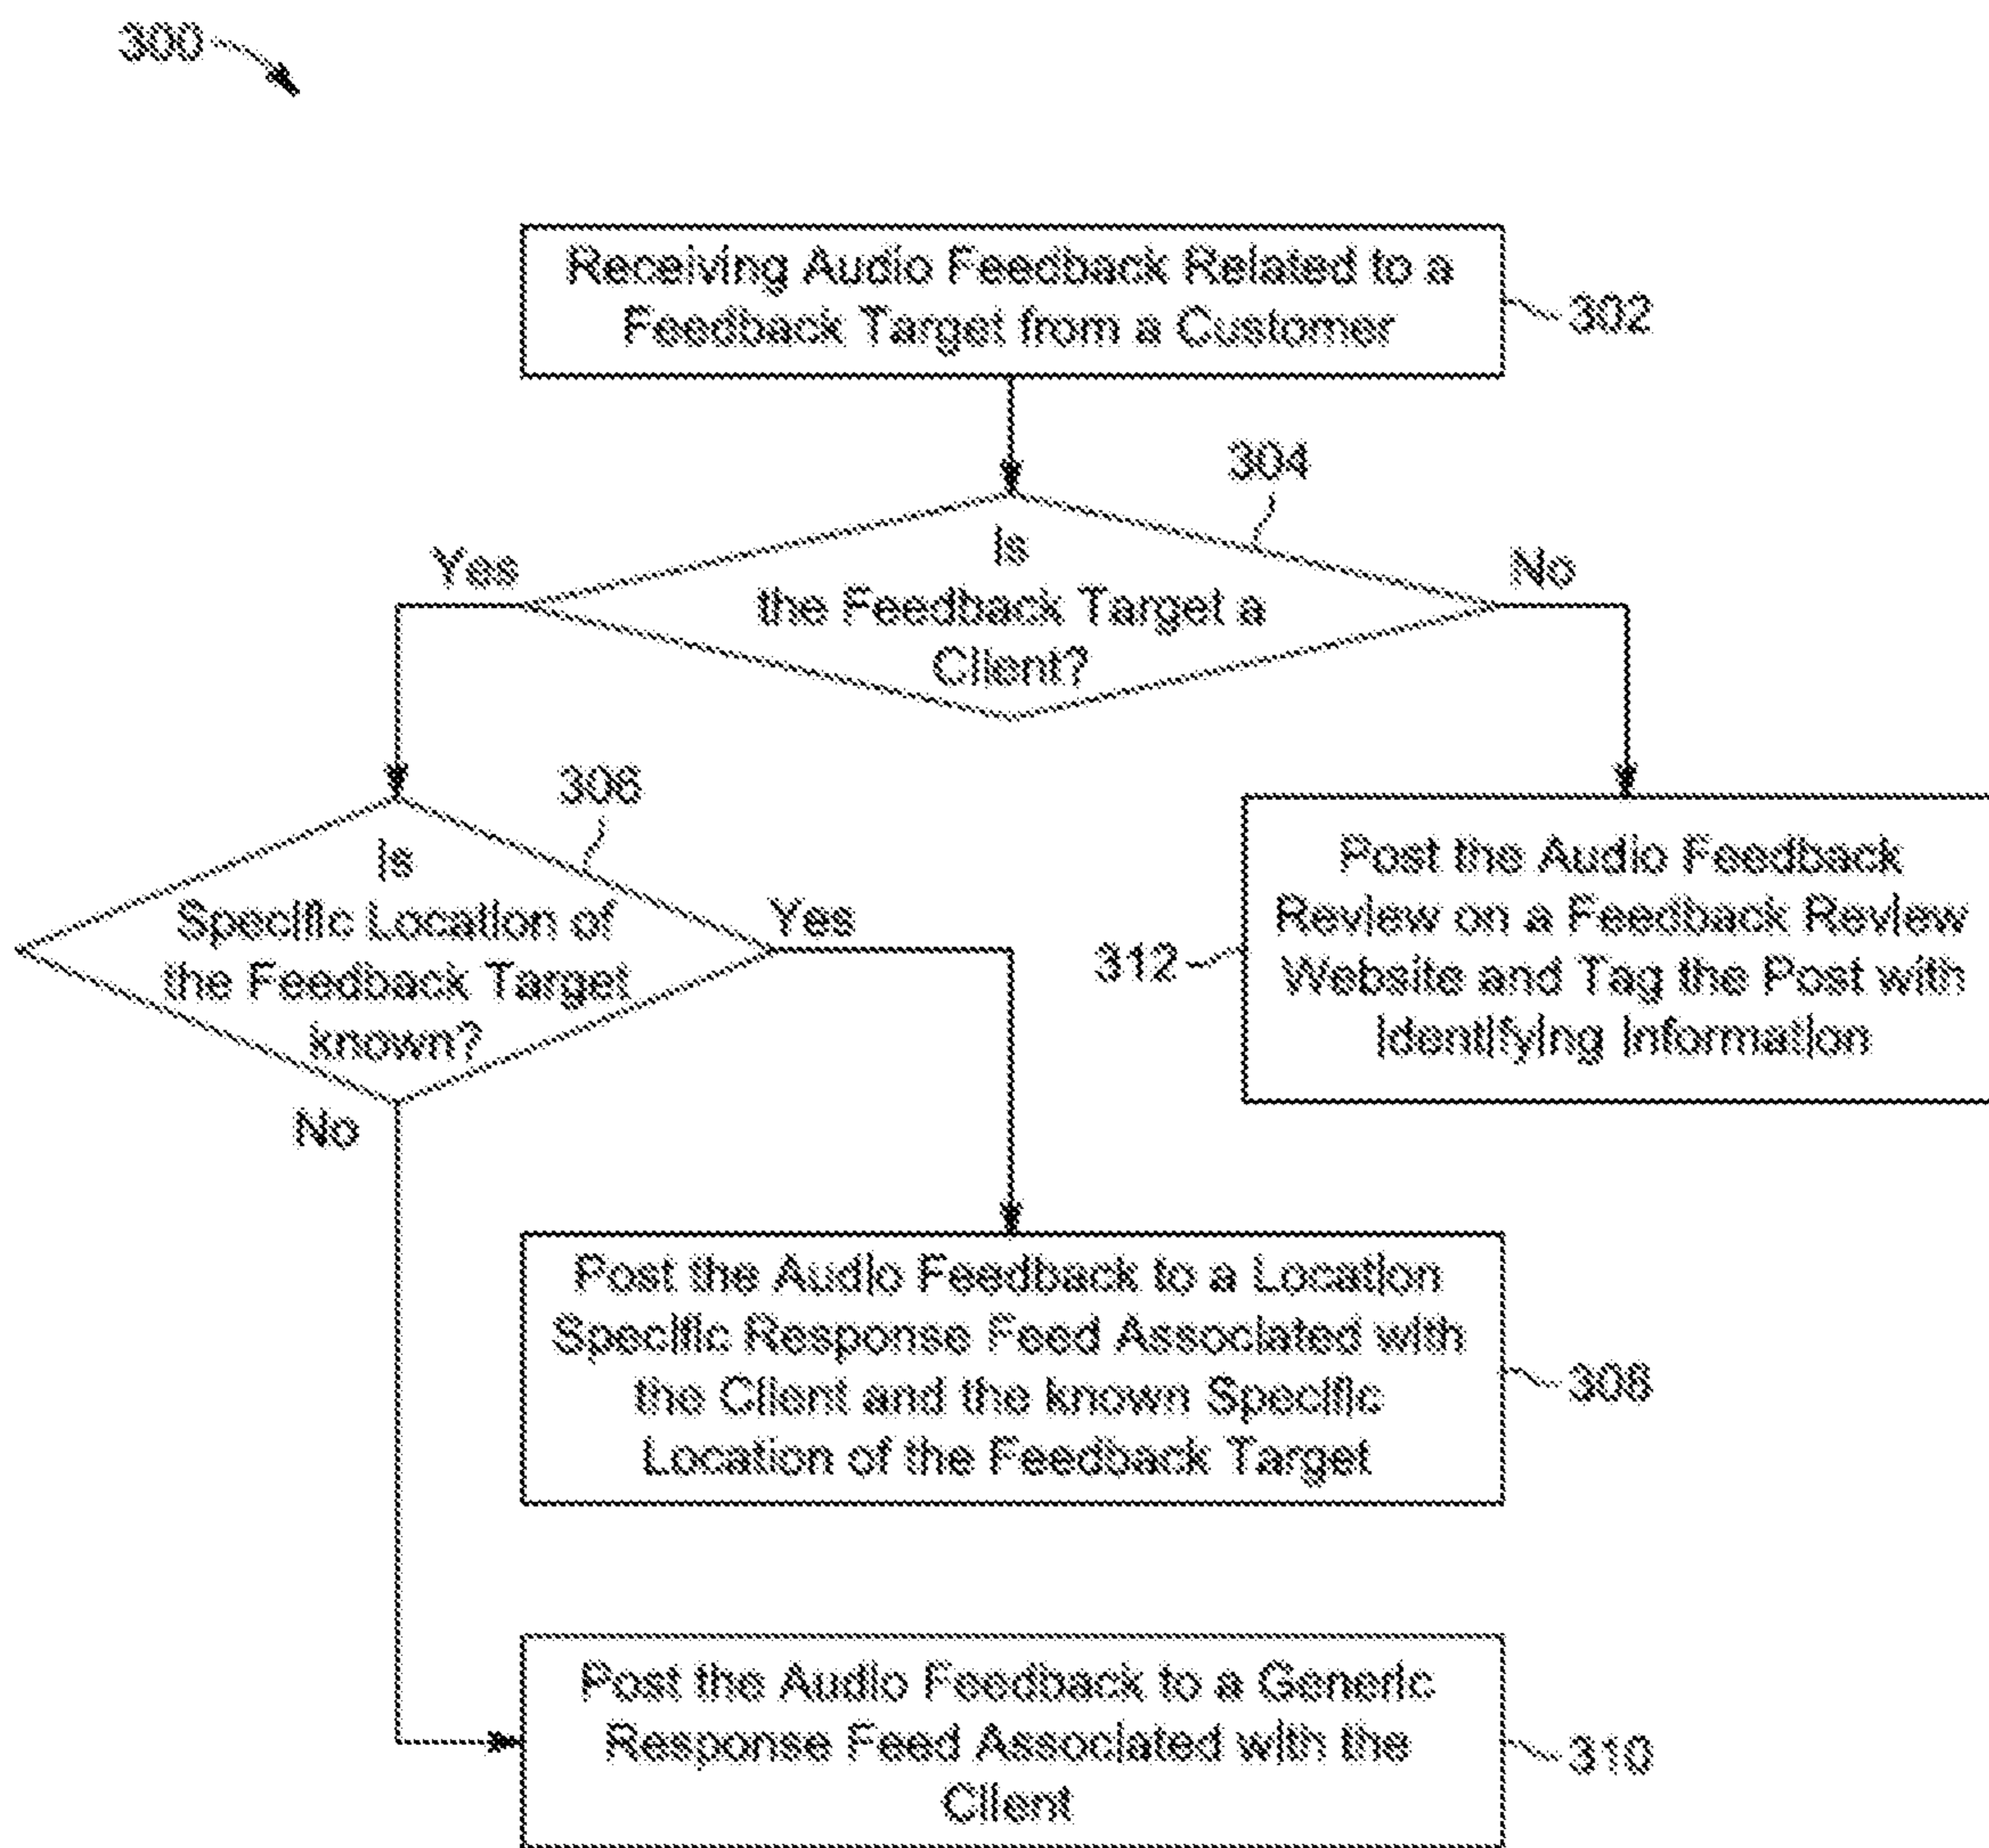 300
Receiving Audio Feedback Related to a
Feedback Target from a Customer
302
304
Is
the Feedback Target a
Client?
Yes
No
306
Is
Specific Location of
the Feedback Target
known?
Yes
No
Post the Audio Feedback
Review on a Feedback Review
Website and Tag the Post with
Identifying Information
312
Post the Audio Feedback to a Location
Specific Response Feed Associated with
the Client and the known Specific
Location of the Feedback Target
308
Post the Audio Feedback to a Generic
Response Feed Associated with the
Client
310